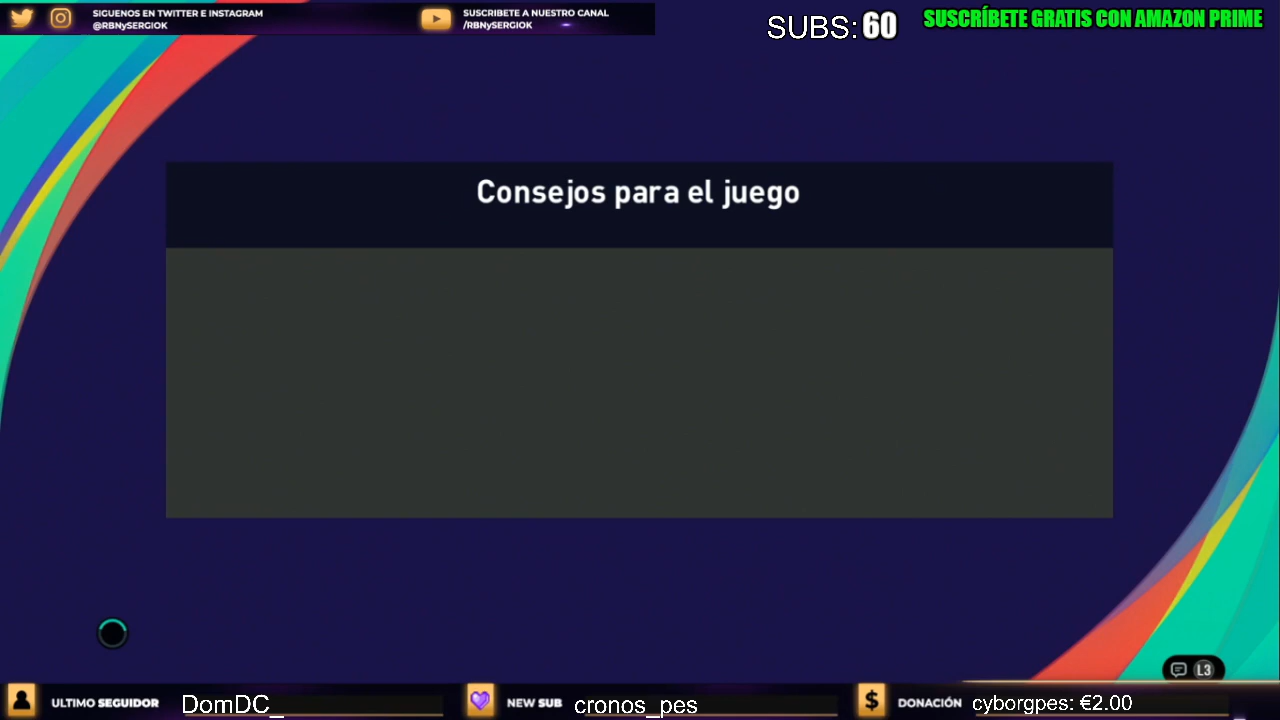 SIGUENOS EN TWITTER E INSTAGRAM
@RBNySERGIOK
SUSCRIBETE A NUESTRO CANAL
/RBNySERGIOK
SUBS: 60
SUSCRÍBETE GRATIS CON AMAZON PRIME
Consejos para el juego
L3
ULTIMO SEGUIDOR DomDC_
NEW SUB cronos_pes
DONACIÓN cyborgpes: €2.00